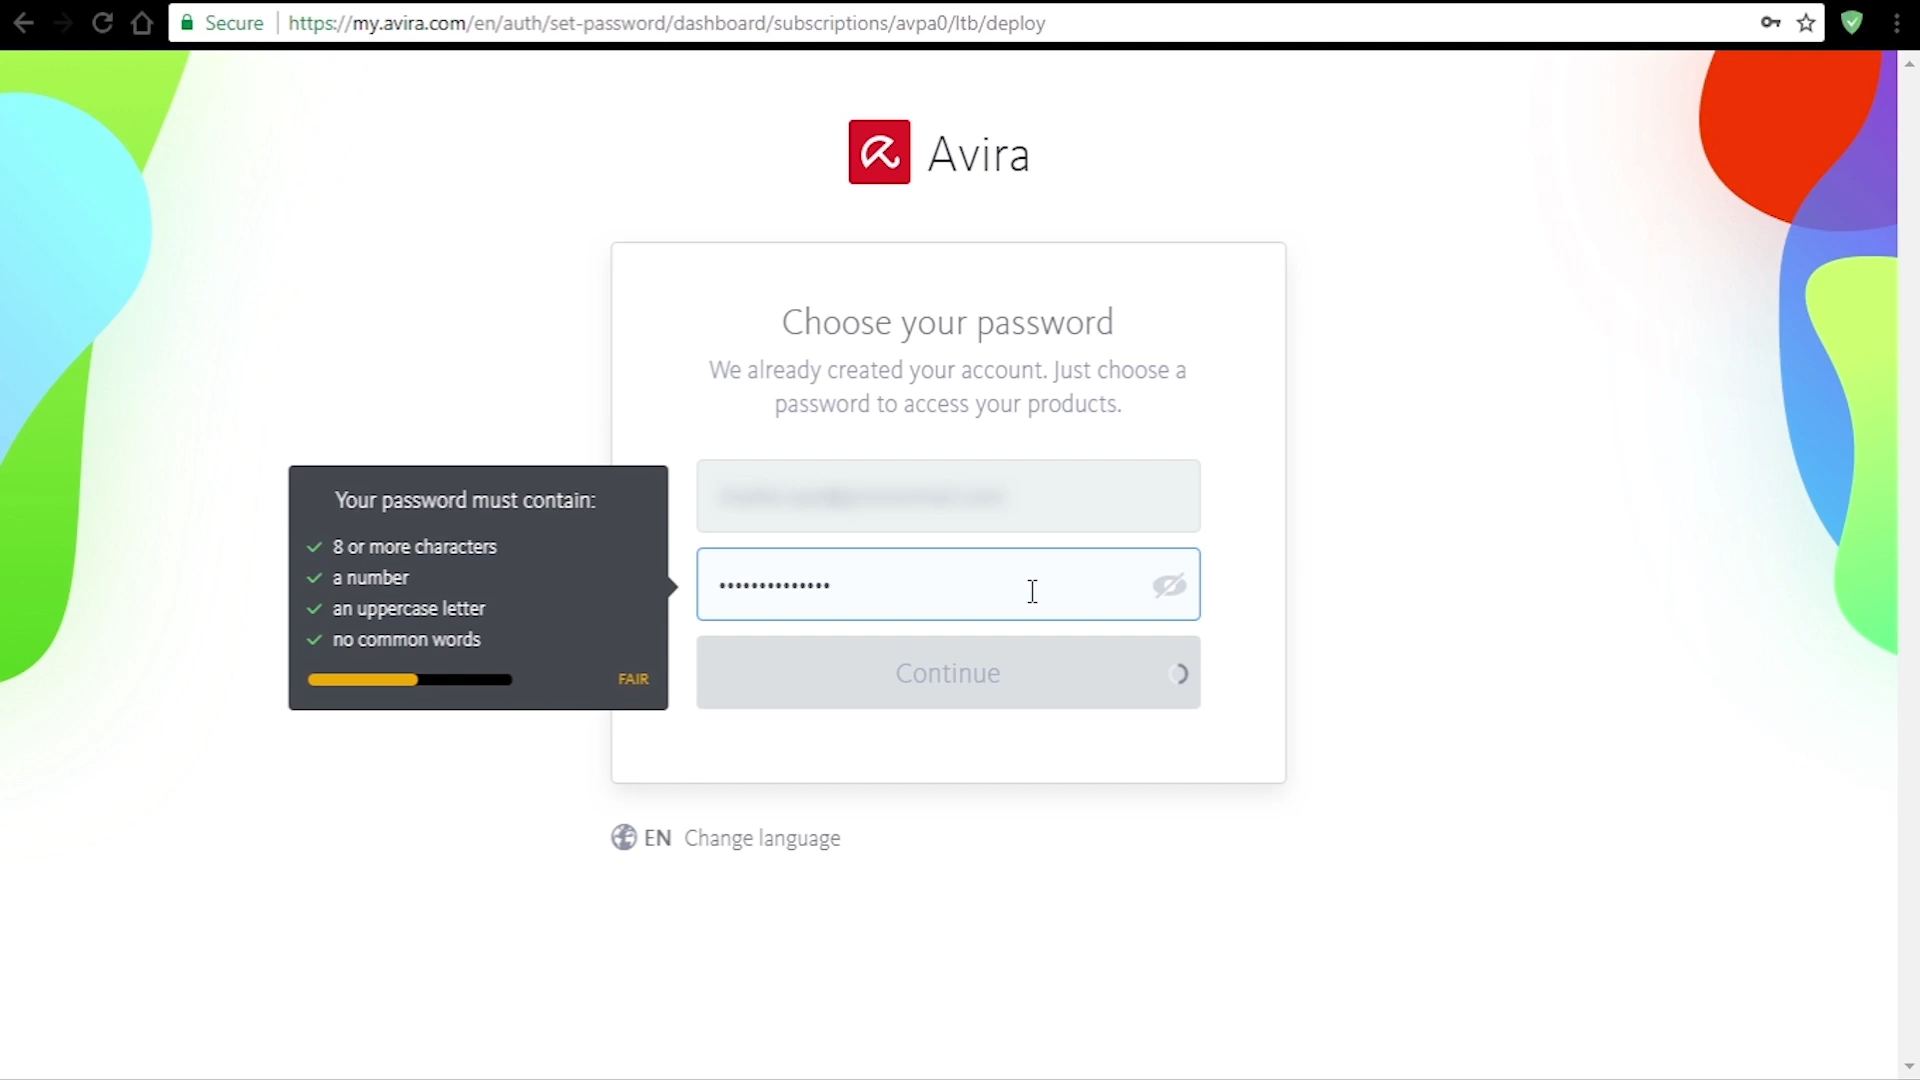 Secure https://my.avira.com/en/auth/set-password/dashboard/subscriptions/avpa0/ltb/deploy
Avira
Choose your password
We already created your account. Just choose a
password to access your products.
Your password must contain:
8 or more characters
a number
an uppercase letter
no common words
FAIR
••••••••••••••
Continue
EN Change language